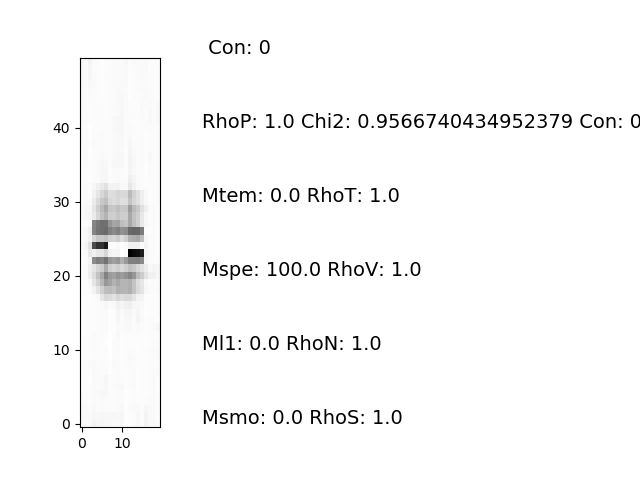 Con: 0
RhoP: 1.0 Chi2: 0.9566740434952379 Con: 0
Mtem: 0.0 RhoT: 1.0
Mspe: 100.0 RhoV: 1.0
Ml1: 0.0 RhoN: 1.0
Msmo: 0.0 RhoS: 1.0
40
30
20
10
0
0 10